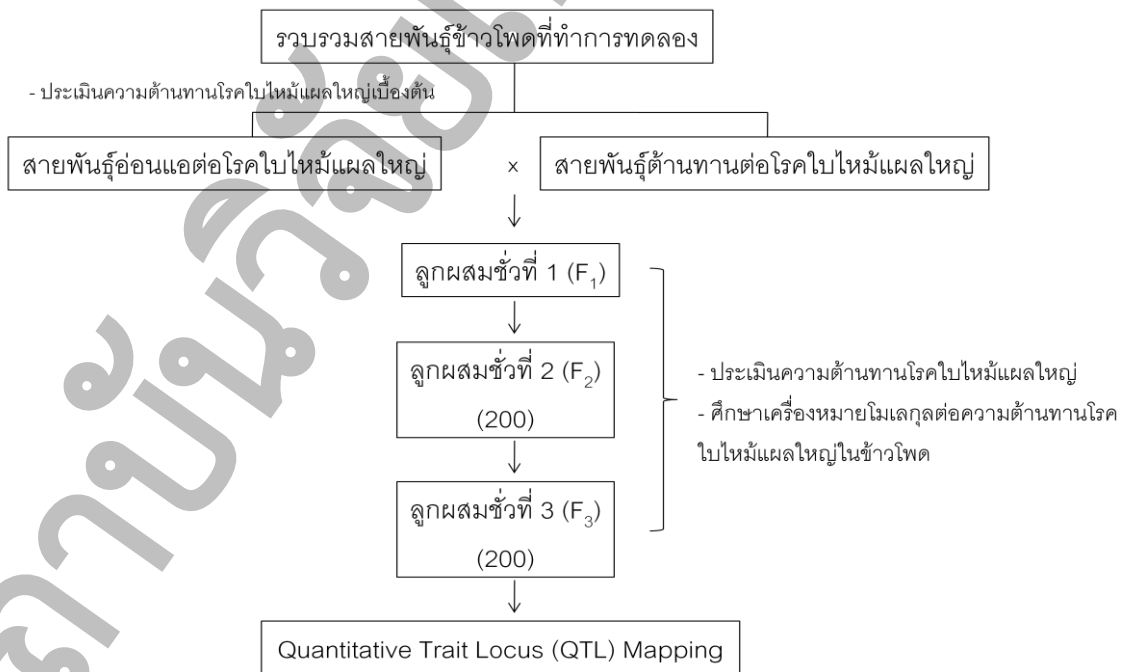 รวบรวมสายพันธุ์ข้าวโพดที่ทำการทดลอง
- ประเมินความต้านทานโรคใบไหม้แผลใหญ่เบื้องต้น
สายพันธุ์อ่อนแอต่อโรคใบไหม้แผลใหญ่ x สายพันธุ์ต้านทานต่อโรคใบไหม้แผลใหญ่
ลูกผสมชั่วที่ 1 (F₁)
ลูกผสมชั่วที่ 2 (F₂)
(200)
- ประเมินความต้านทานโรคใบไหม้แผลใหญ่
- ศึกษาเครื่องหมายโมเลกุลต่อความต้านทานโรค
ใบไหม้แผลใหญ่ในข้าวโพด
ลูกผสมชั่วที่ 3 (F₃)
(200)
Quantitative Trait Locus (QTL) Mapping